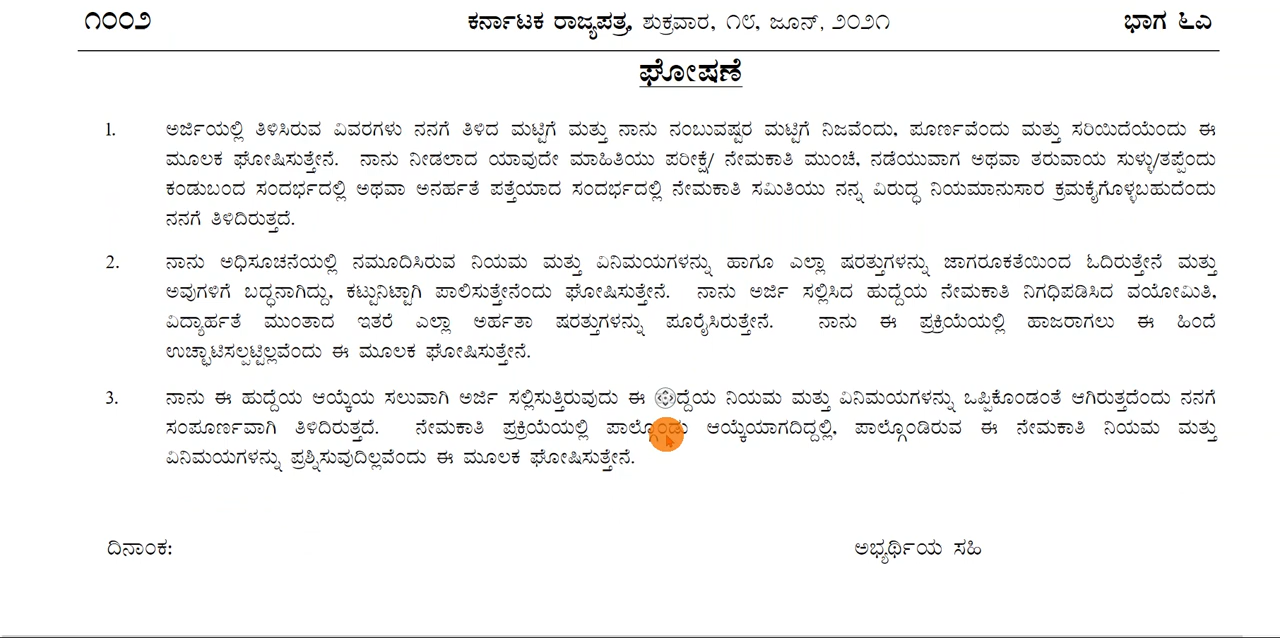 ೧೦೦೨ ಕರ್ನಾಟಕ ರಾಜ್ಯಪತ್ರ, ಶುಕ್ರವಾರ, ೧೮, ಜೂನ್, ೨೦೨೧ ಭಾಗ ೬ಎ
ಘೋಷಣೆ
1. ಅರ್ಜಿಯಲ್ಲಿ ತಿಳಿಸಿರುವ ವಿವರಗಳು ನನಗೆ ತಿಳಿದ ಮಟ್ಟಿಗೆ ಮತ್ತು ನಾನು ನಂಬುವಷ್ಟರ ಮಟ್ಟಿಗೆ ನಿಜವೆಂದು, ಪೂರ್ಣವೆಂದು ಮತ್ತು ಸರಿಯಿದೆಯೆಂದು ಈ
ಮೂಲಕ ಘೋಷಿಸುತ್ತೇನೆ. ನಾನು ನೀಡಲಾದ ಯಾವುದೇ ಮಾಹಿತಿಯು ಪರೀಕ್ಷೆ/ ನೇಮಕಾತಿ ಮುಂಚೆ, ನಡೆಯುವಾಗ ಅಥವಾ ತರುವಾಯ ಸುಳ್ಳು/ತಪ್ಪೆಂದು
ಕಂಡುಬಂದ ಸಂದರ್ಭದಲ್ಲಿ ಅಥವಾ ಅನರ್ಹತೆ ಪತ್ತೆಯಾದ ಸಂದರ್ಭದಲ್ಲಿ ನೇಮಕಾತಿ ಸಮಿತಿಯು ನನ್ನ ವಿರುದ್ಧ ನಿಯಮಾನುಸಾರ ಕ್ರಮಕೈಗೊಳ್ಳಬಹುದೆಂದು
ನನಗೆ ತಿಳಿದಿರುತ್ತದೆ.
2. ನಾನು ಅಧಿಸೂಚನೆಯಲ್ಲಿ ನಮೂದಿಸಿರುವ ನಿಯಮ ಮತ್ತು ವಿನಿಮಯಗಳನ್ನು ಹಾಗೂ ಎಲ್ಲಾ ಷರತ್ತುಗಳನ್ನು ಜಾಗರೂಕತೆಯಿಂದ ಓದಿರುತ್ತೇನೆ ಮತ್ತು
ಅವುಗಳಿಗೆ ಬದ್ಧನಾಗಿದ್ದು, ಕಟ್ಟುನಿಟ್ಟಾಗಿ ಪಾಲಿಸುತ್ತೇನೆಂದು ಘೋಷಿಸುತ್ತೇನೆ. ನಾನು ಅರ್ಜಿ ಸಲ್ಲಿಸಿದ ಹುದ್ದೆಯ ನೇಮಕಾತಿ ನಿಗಧಿಪಡಿಸಿದ ವಯೋಮಿತಿ,
ವಿದ್ಯಾರ್ಹತೆ ಮುಂತಾದ ಇತರೆ ಎಲ್ಲಾ ಅರ್ಹತಾ ಷರತ್ತುಗಳನ್ನು ಪೂರೈಸಿರುತ್ತೇನೆ. ನಾನು ಈ ಪ್ರಕ್ರಿಯೆಯಲ್ಲಿ ಹಾಜರಾಗಲು ಈ ಹಿಂದೆ
ಉಚ್ಛಾಟಿಸಲ್ಪಟ್ಟಿಲ್ಲವೆಂದು ಈ ಮೂಲಕ ಘೋಷಿಸುತ್ತೇನೆ.
3. ನಾನು ಈ ಹುದ್ದೆಯ ಆಯ್ಕೆಯ ಸಲುವಾಗಿ ಅರ್ಜಿ ಸಲ್ಲಿಸುತ್ತಿರುವುದು ಈ ನಿಯಮ ಮತ್ತು ವಿನಿಮಯಗಳನ್ನು ಒಪ್ಪಿಕೊಂಡಂತೆ ಆಗಿರುತ್ತದೆಂದು ನನಗೆ
ಸಂಪೂರ್ಣವಾಗಿ ತಿಳಿದಿರುತ್ತದೆ. ನೇಮಕಾತಿ ಪ್ರಕ್ರಿಯೆಯಲ್ಲಿ ಪಾಲ್ಗೊಂಡು ಆಯ್ಕೆಯಾಗದಿದ್ದಲ್ಲಿ, ಪಾಲ್ಗೊಂಡಿರುವ ಈ ನೇಮಕಾತಿ ನಿಯಮ ಮತ್ತು
ವಿನಿಮಯಗಳನ್ನು ಪ್ರಶ್ನಿಸುವುದಿಲ್ಲವೆಂದು ಈ ಮೂಲಕ ಘೋಷಿಸುತ್ತೇನೆ.
ದಿನಾಂಕ: ಅಭ್ಯರ್ಥಿಯ ಸಹಿ